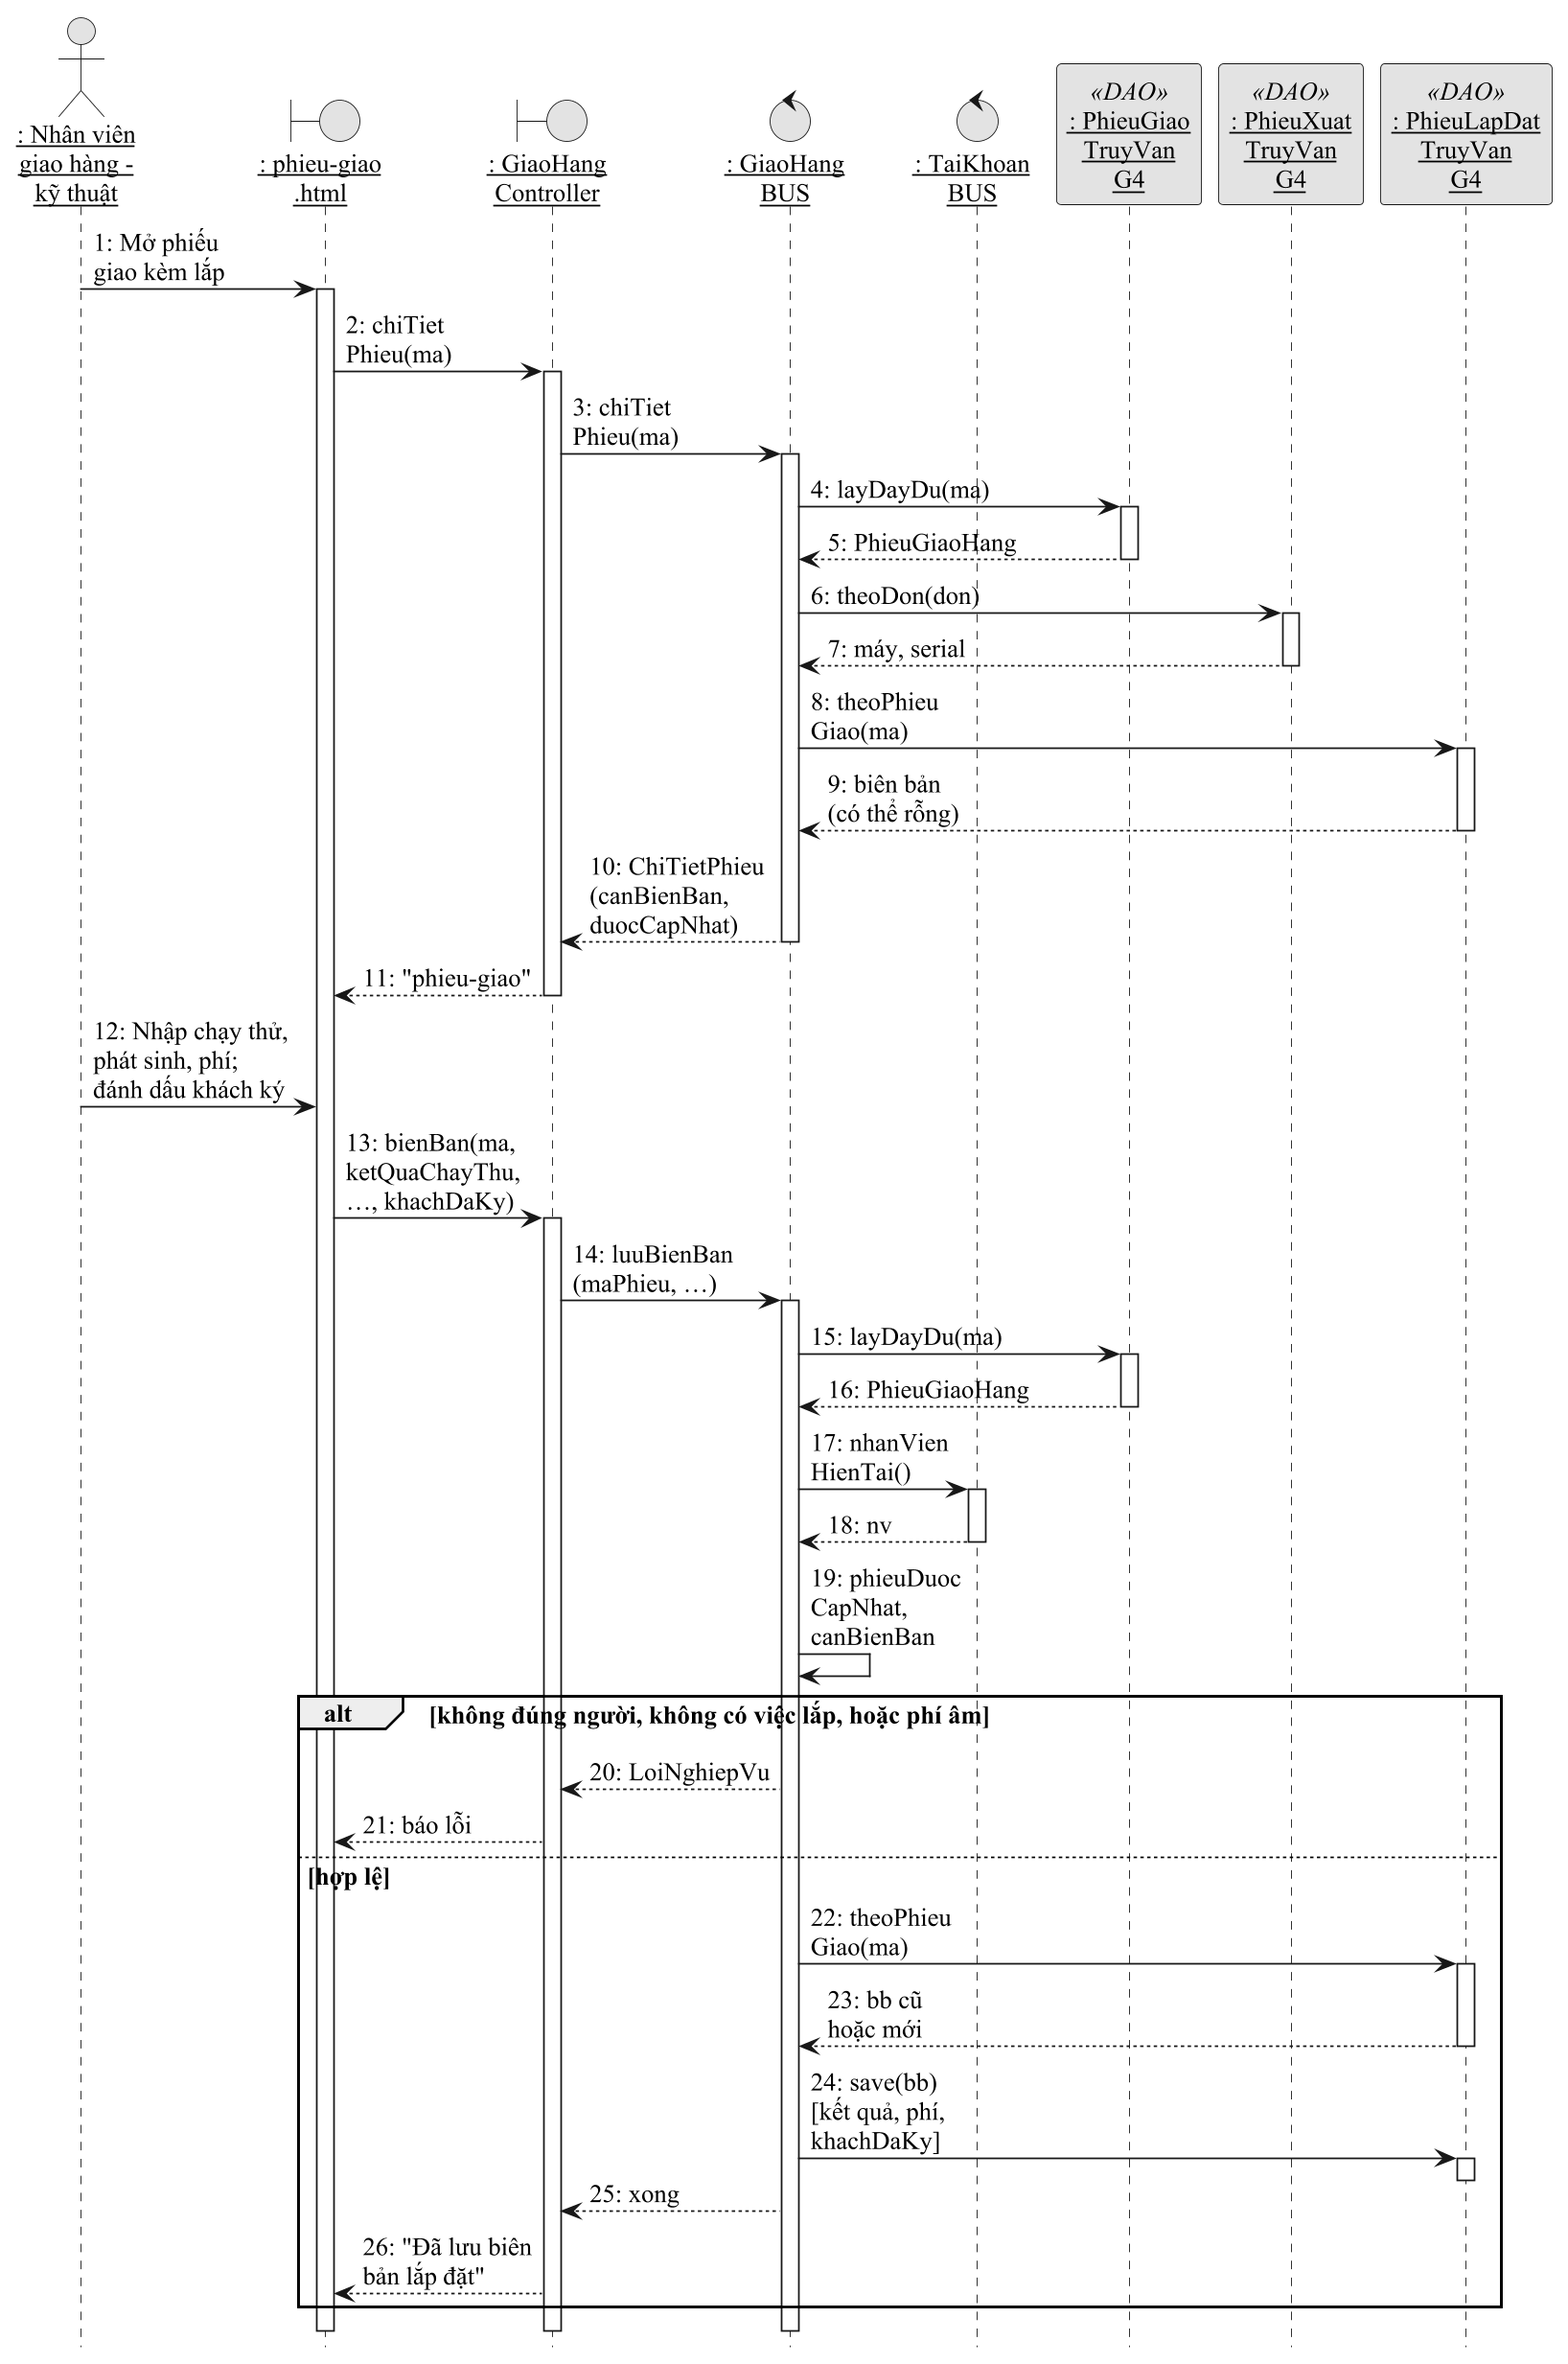 : Nhân viên
giao hàng -
kỹ thuật
: phieu-giao
.html
: GiaoHang
Controller
: GiaoHang
BUS
: TaiKhoan
BUS
«DAO»
: PhieuGiao
TruyVan
G4
«DAO»
: PhieuXuat
TruyVan
G4
«DAO»
: PhieuLapDat
TruyVan
G4
1: Mở phiếu
giao kèm lắp
2: chiTiet
Phieu(ma)
3: chiTiet
Phieu(ma)
4: layDayDu(ma)
5: PhieuGiaoHang
6: theoDon(don)
7: máy, serial
8: theoPhieu
Giao(ma)
9: biên bản
(có thể rỗng)
10: ChiTietPhieu
(canBienBan,
duocCapNhat)
11: "phieu-giao"
12: Nhập chạy thử,
phát sinh, phí;
đánh dấu khách ký
13: bienBan(ma,
ketQuaChayThu,
…, khachDaKy)
14: luuBienBan
(maPhieu, …)
15: layDayDu(ma)
16: PhieuGiaoHang
17: nhanVien
HienTai()
18: nv
19: phieuDuoc
CapNhat,
canBienBan
alt [không đúng người, không có việc lắp, hoặc phí âm]
20: LoiNghiepVu
21: báo lỗi
[hợp lệ]
22: theoPhieu
Giao(ma)
23: bb cũ
hoặc mới
24: save(bb)
[kết quả, phí,
khachDaKy]
25: xong
26: "Đã lưu biên
bản lắp đặt"